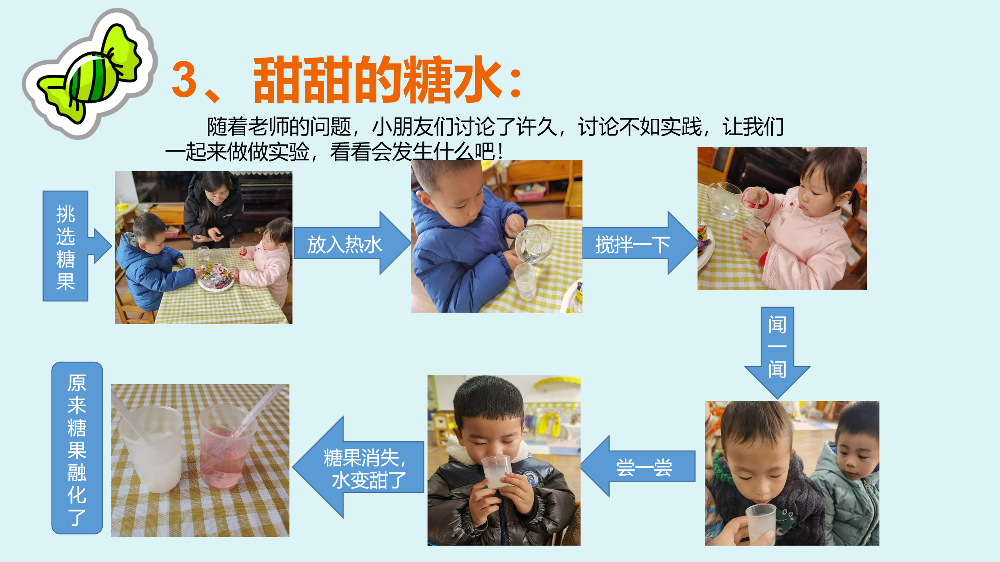 3、甜甜的糖水：
随着老师的问题，小朋友们讨论了许久，讨论不如实践，让我们
一起来做做实验，看看会发生什么吧！
挑选糖果
放入热水
搅拌一下
闻一闻
尝一尝
糖果消失，
水变甜了
原来糖果融化了